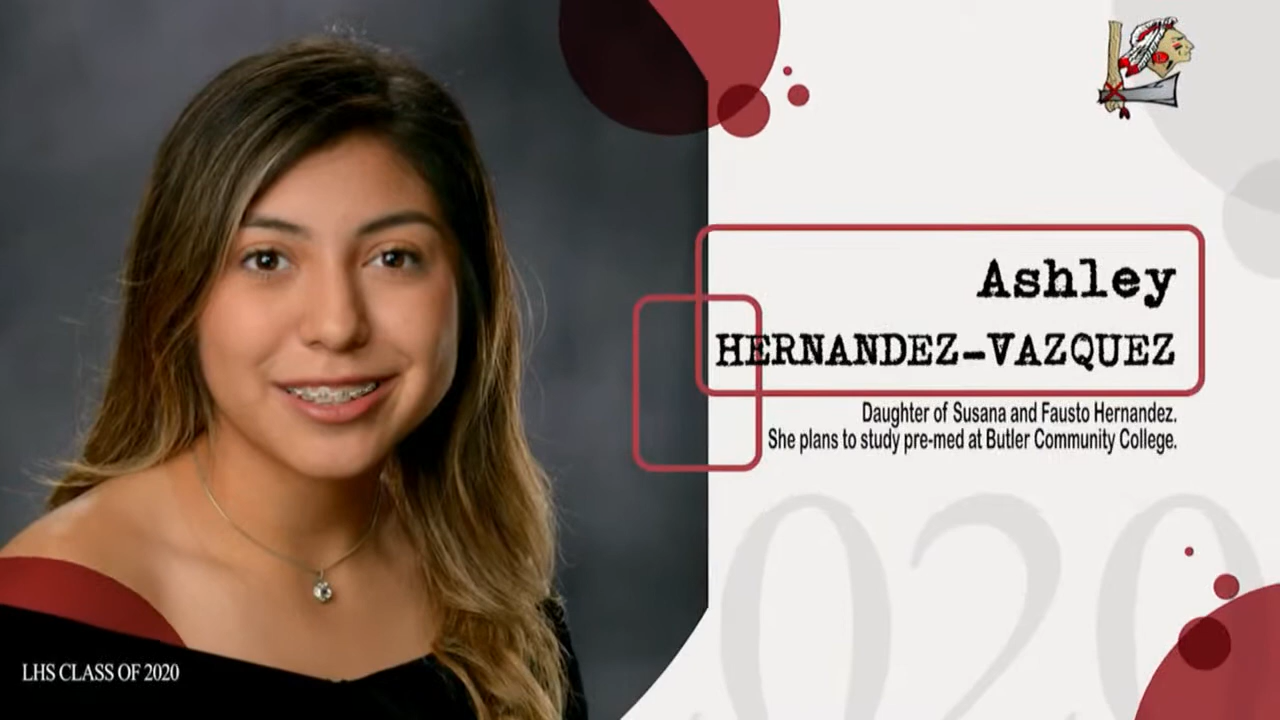 Ashley
HERNANDEZ-VAZQUEZ
Daughter of Susana and Fausto Hernandez.
She plans to study pre-med at Butler Community College.
020
LHS CLASS OF 2020